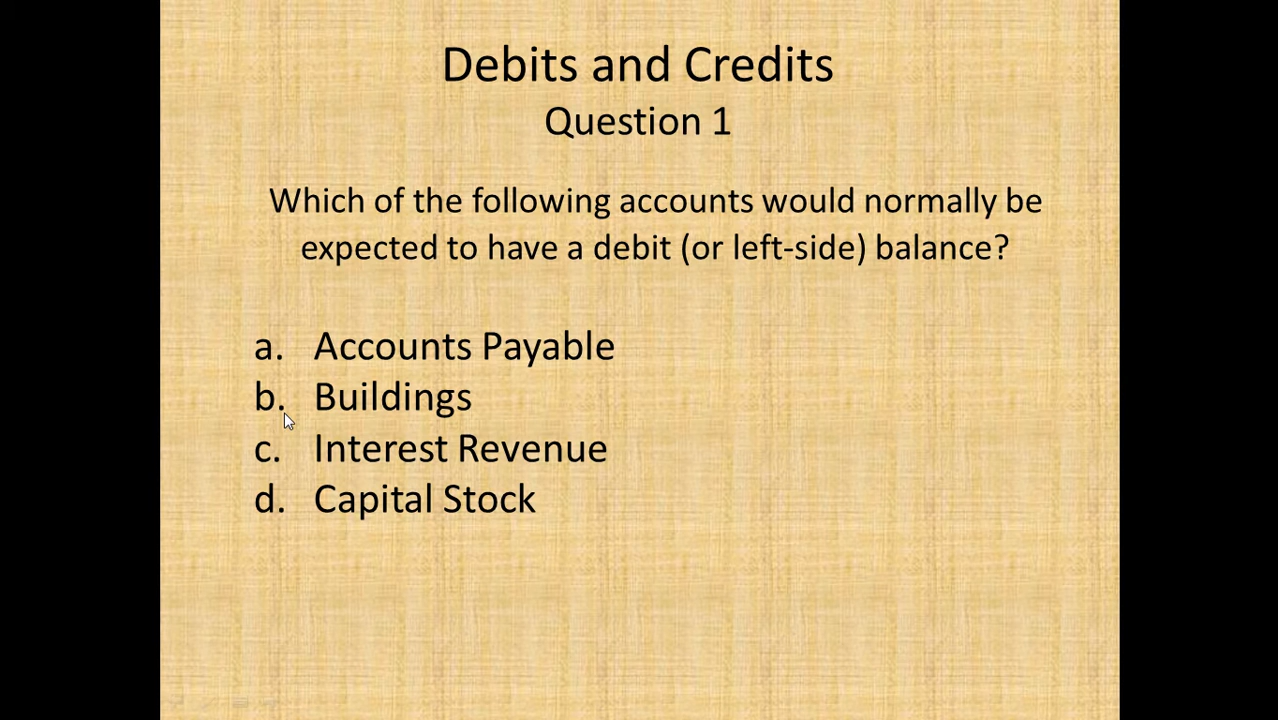 Debits and Credits
Question 1
Which of the following accounts would normally be
expected to have a debit (or left-side) balance?
a. Accounts Payable
b. Buildings
c. Interest Revenue
d. Capital Stock